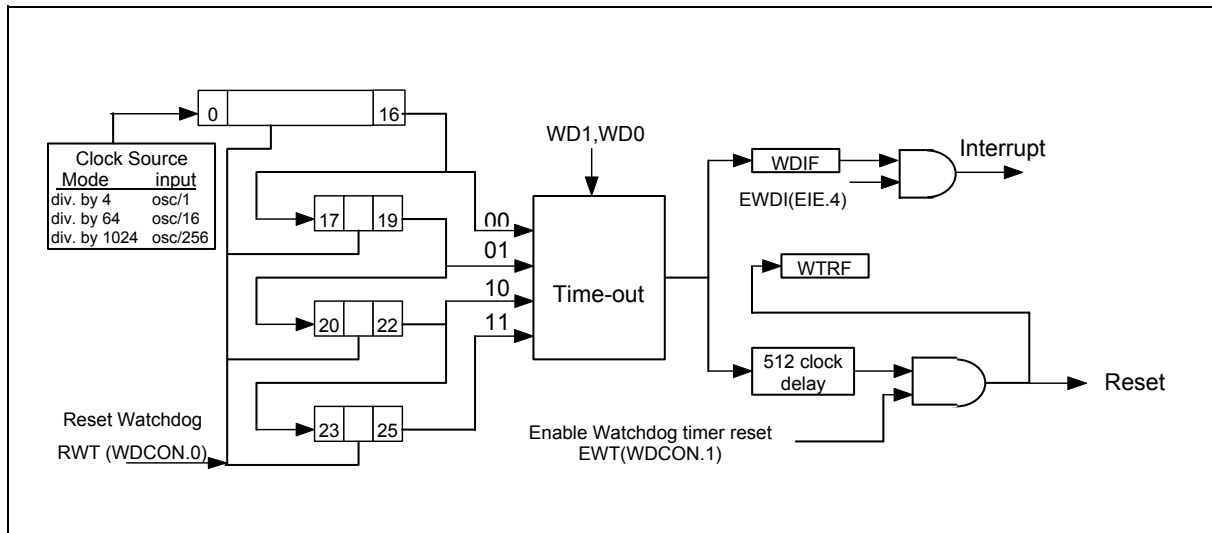 0
16
WD1,WD0
Clock Source
Mode input
div. by 4 osc/1
div. by 64 osc/16
div. by 1024 osc/256
WDIF
Interrupt
EWDI(EIE.4)
17
19
00
01
WTRF
Time-out
20
22
10
11
512 clock
delay
Reset
23
25
Reset Watchdog
RWT (WDCON.0)
Enable Watchdog timer reset
EWT(WDCON.1)